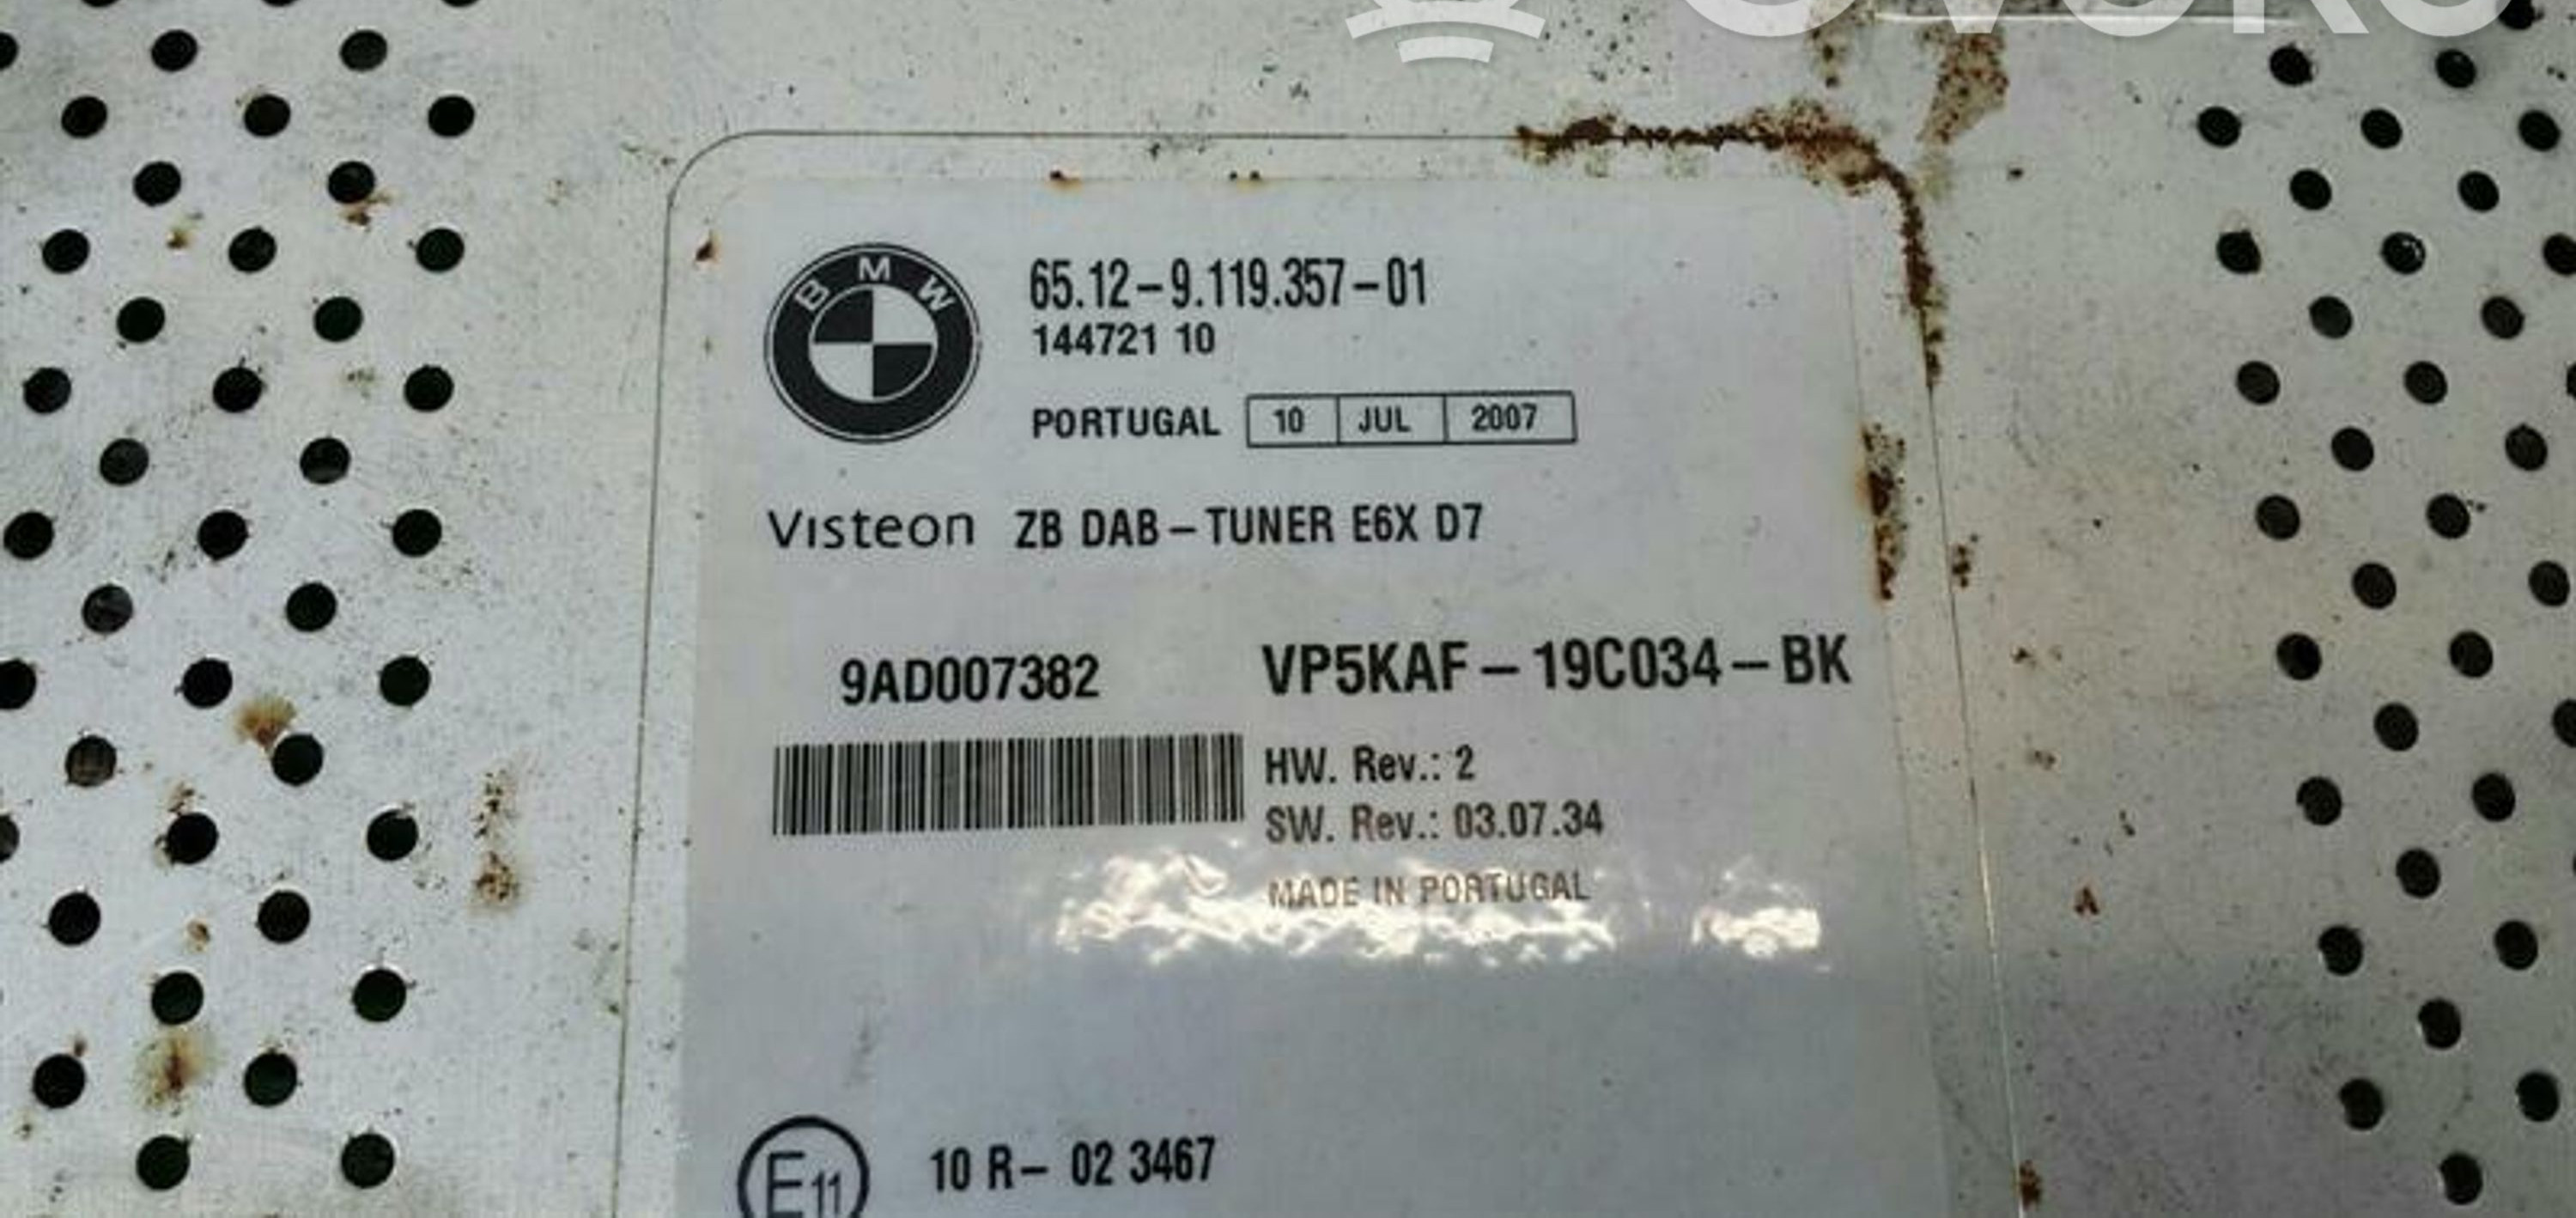 BMW
65.12-9.119.357-01
144721 10
PORTUGAL 10 JUL 2007
Visteon ZB DAB-TUNER E6X D7
9AD007382 VP5KAF-19C034-BK
HW. Rev.: 2
SW. Rev.: 03.07.34
MADE IN PORTUGAL
E11 10 R- 02 3467